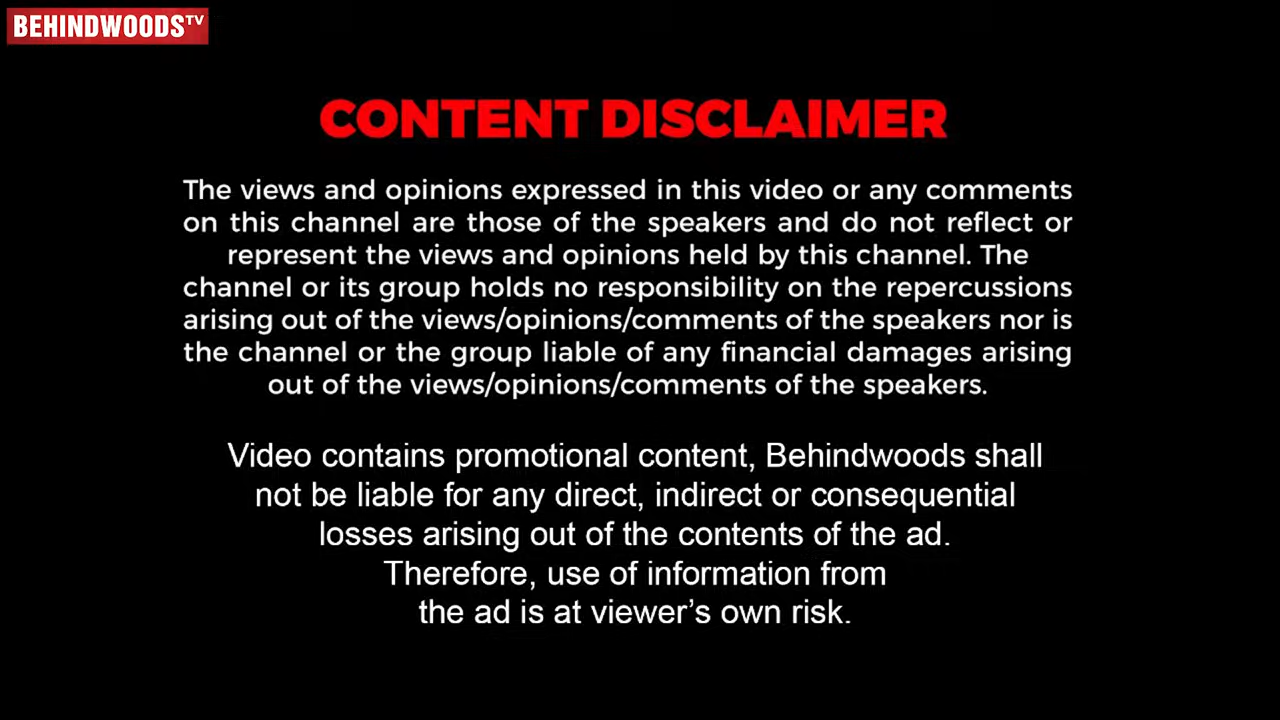 BEHINDWOODSTV
CONTENT DISCLAIMER
The views and opinions expressed in this video or any comments
on this channel are those of the speakers and do not reflect or
represent the views and opinions held by this channel. The
channel or its group holds no responsibility on the repercussions
arising out of the views/opinions/comments of the speakers nor is
the channel or the group liable of any financial damages arising
out of the views/opinions/comments of the speakers.
Video contains promotional content, Behindwoods shall
not be liable for any direct, indirect or consequential
losses arising out of the contents of the ad.
Therefore, use of information from
the ad is at viewer’s own risk.